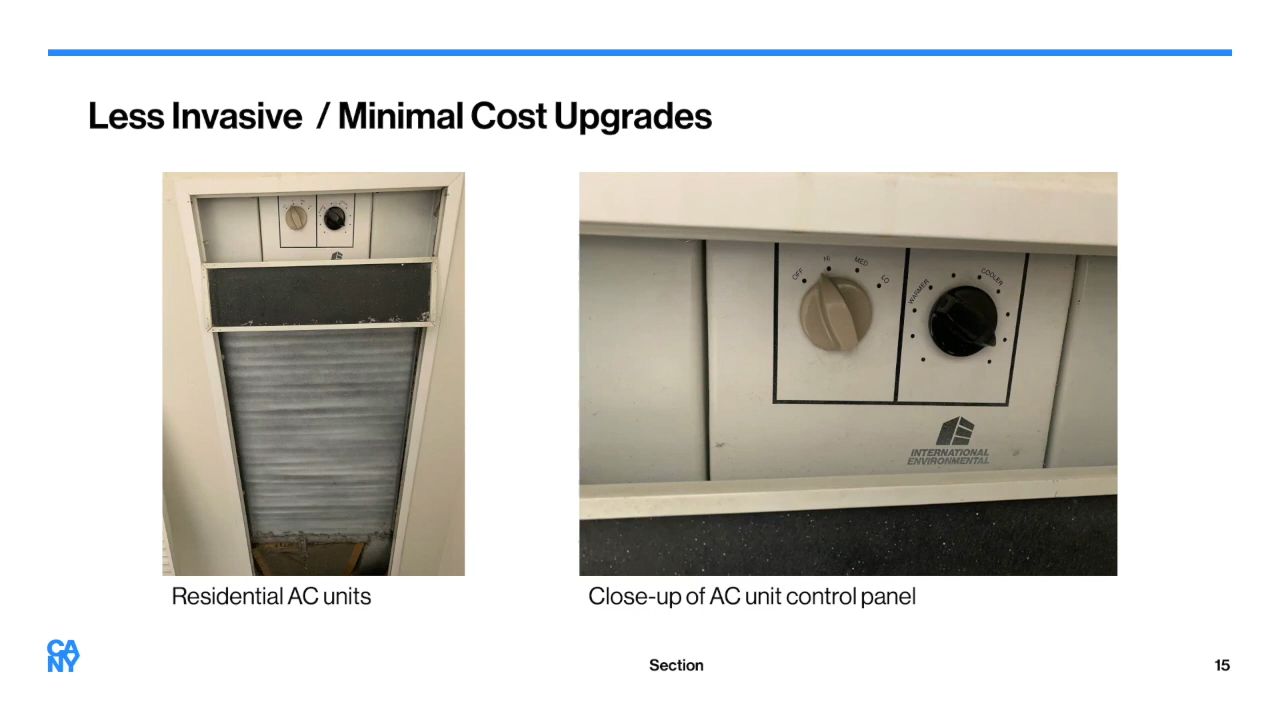 Less Invasive / Minimal Cost Upgrades
OFF
Hi
MED
LO
WARMER
COOLER
INTERNATIONAL
ENVIRONMENTAL
Residential AC units
Close-up of AC unit control panel
CA
NY
Section
15